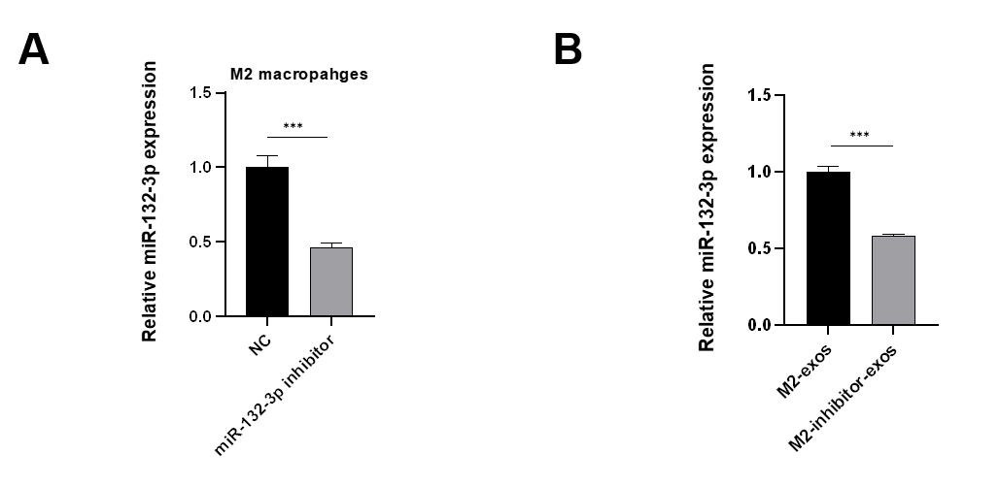 A
M2 macropahges
Relative miR-132-3p expression
1.5
1.0
0.5
0.0
***
NC
miR-132-3p inhibitor
B
Relative miR-132-3p expression
1.5
1.0
0.5
0.0
***
M2-exos
M2-inhibitor-exos